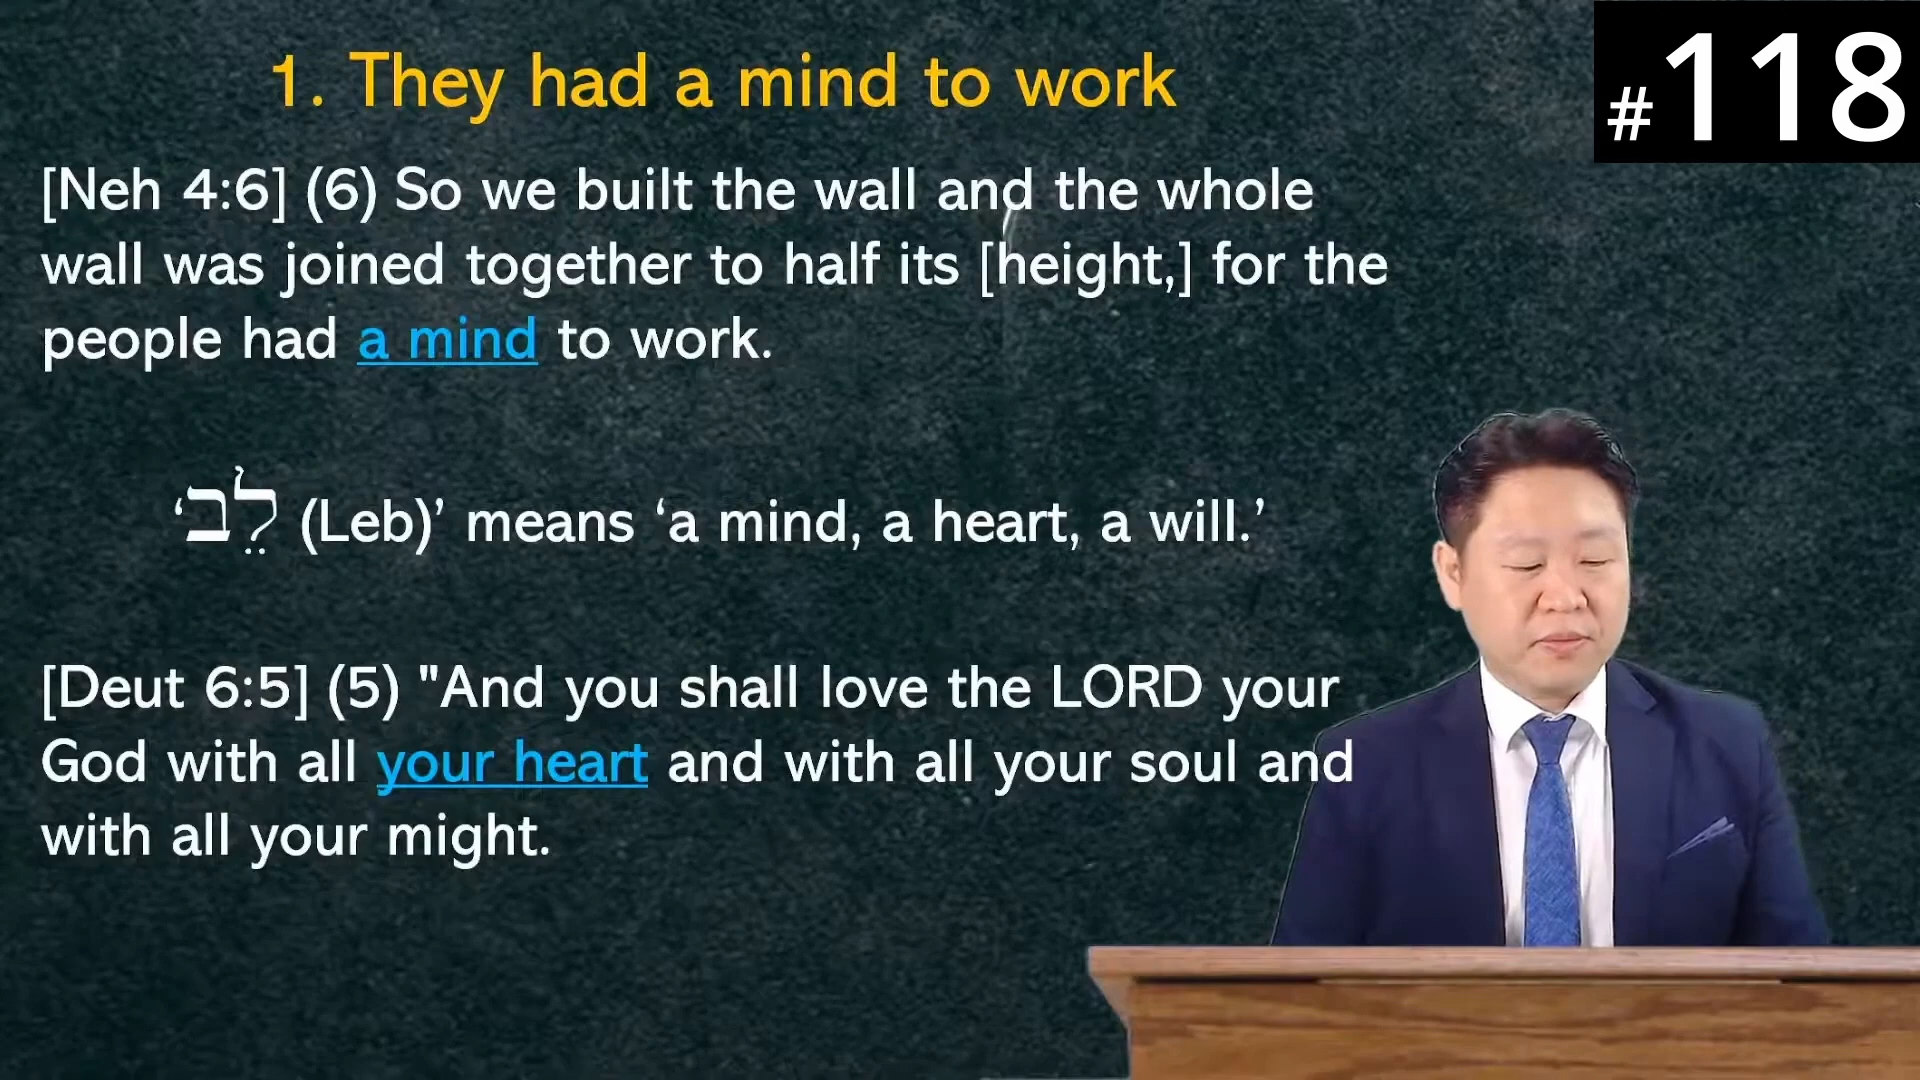 1. They had a mind to work
#118
[Neh 4:6] (6) So we built the wall and the whole
wall was joined together to half its [height,] for the
people had a mind to work.
‘לֵב (Leb)’ means ‘a mind, a heart, a will.’
[Deut 6:5] (5) "And you shall love the LORD your
God with all your heart and with all your soul and
with all your might.